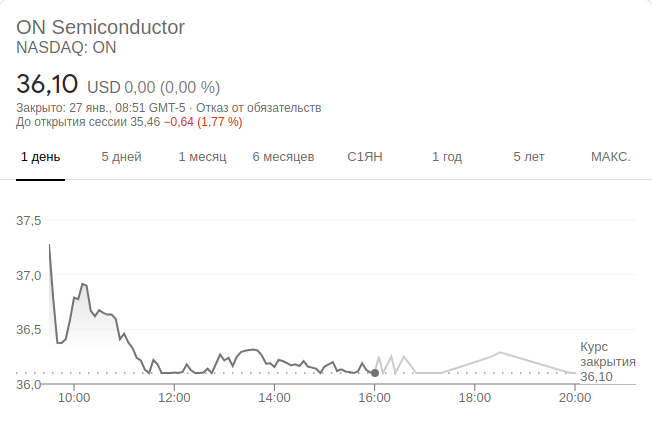 ON Semiconductor
NASDAQ: ON
36,10 USD 0,00 (0,00 %)
Закрыто: 27 янв., 08:51 GMT-5 · Отказ от обязательств
До открытия сессии 35,46 −0,64 (1,77 %)
1 день 5 дней 1 месяц 6 месяцев С1ЯН 1 год 5 лет МАКС.
37,5
37,0
36,5
Курс
закрытия
36,10
36,0
10:00 12:00 14:00 16:00 18:00 20:00